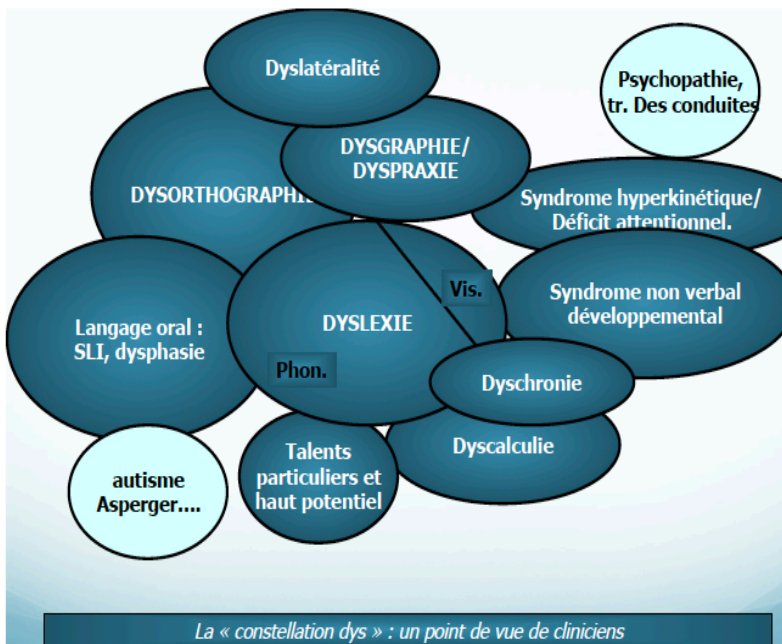 Dyslatéralité
Psychopathie,
tr. Des conduites
DYSGRAPHIE/
DYSPRAXIE
DYSORTHOGRAPHI
Syndrome hyperkinétique/
Déficit attentionnel.
Vis.
Syndrome non verbal
développemental
DYSLEXIE
Langage oral :
SLI, dysphasie
Phon.
Dyschronie
Talents
particuliers et
haut potentiel
Dyscalculie
autisme
Asperger....
La « constellation dys » : un point de vue de cliniciens